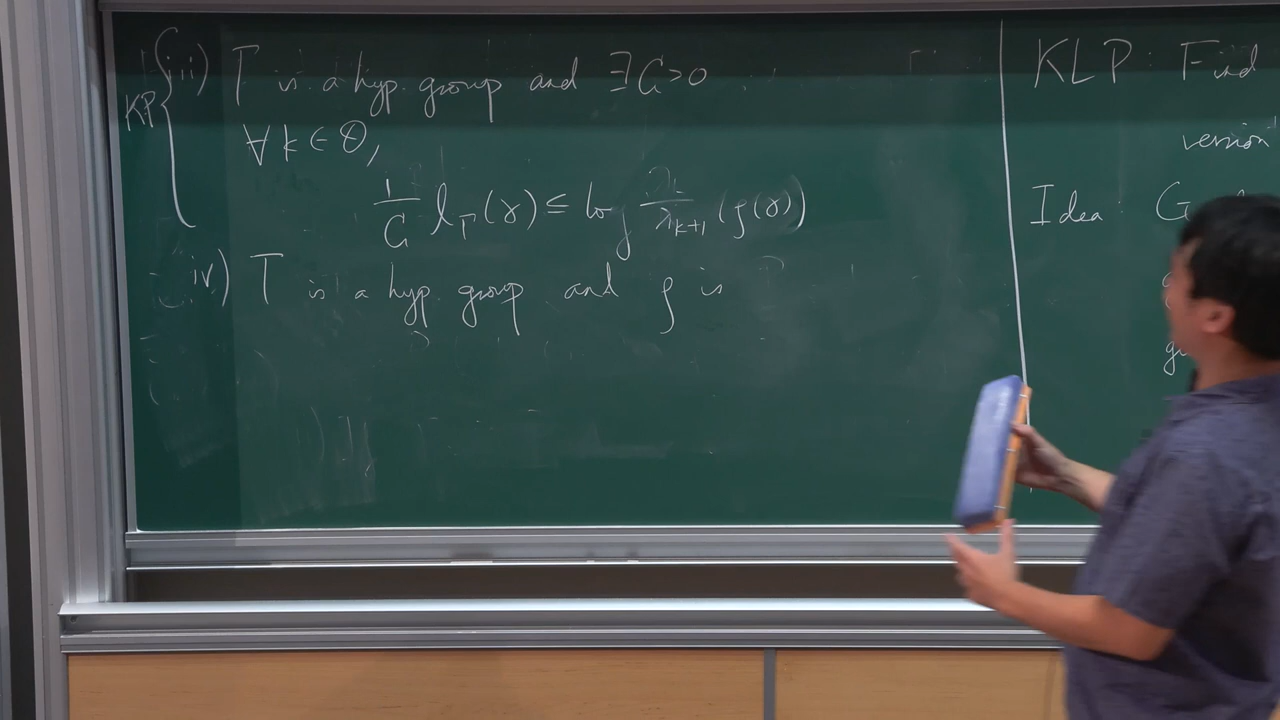 KP
iii) Γ is a hyp. group and ∃ C > 0
∀ k ∈ Θ,
1/C l_Γ(γ) ≤ log λ_k/λ_{k+1} (ρ(γ))
iv) Γ is a hyp. group and ρ is
KLP: Find
version
Idea: G